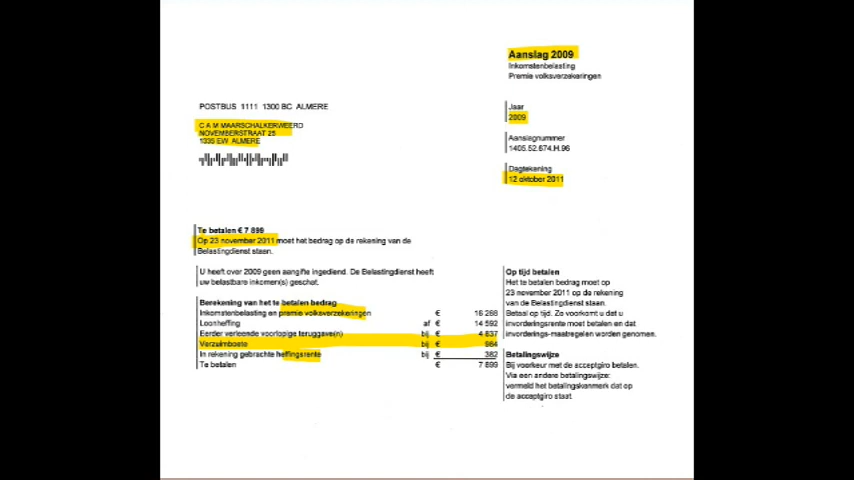 Aanslag 2009
Inkomstenbelasting
Premie volksverzekeringen
POSTBUS 1111 1300 BC ALMERE
C A M MAARSCHALKERWEERD
NOVEMBERSTRAAT 25
1335 EW ALMERE
Jaar
2009
Aanslagnummer
1405.52.674.H.96
Dagtekening
12 oktober 2011
Te betalen € 7 899
Op 23 november 2011 moet het bedrag op de rekening van de
Belastingdienst staan.
U heeft over 2009 geen aangifte ingediend. De Belastingdienst heeft
uw belastbare inkomen(s) geschat.
Berekening van het te betalen bedrag
Inkomstenbelasting en premie volksverzekeringen € 16 268
Loonheffing af € 14 592
Eerder verleende voorlopige teruggave(n) bij € 4 837
Verzuimboete bij € 984
In rekening gebrachte heffingsrente bij € 382
Te betalen € 7 899
Op tijd betalen
Het te betalen bedrag moet op
23 november 2011 op de rekening
van de Belastingdienst staan.
Betaal op tijd. Zo voorkomt u dat u
invorderingsrente moet betalen en dat
invorderings-maatregelen worden genomen.
Betalingswijze
Bij voorkeur met de acceptgiro betalen.
Via een andere betalingswijze:
vermeld het betalingskenmerk dat op
de acceptgiro staat.